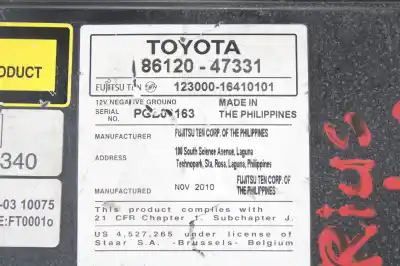 TOYOTA
86120 - 47331
FUJITSU TEN 123000-16410101
12V NEGATIVE GROUND
SERIAL NO.
MADE IN THE PHILIPPINES
MANUFACTURER FUJITSU TEN CORP. OF THE PHILIPPINES
ADDRESS 100 South Science Avenue, Laguna
Technopark, Sta, Rosa, Laguna, Philippines
MANUFACTURED NOV 2010 FUJITSU TEN CORP. OF
THE PHILIPPINES
This product complies with
21 CFR Chapter 1. Subchapter J.
US 4,527,265 under license of
Staar S.A. -Brussels- Belgium
PRODUCT
340
-03 10075
E:FT0001o
RIUS